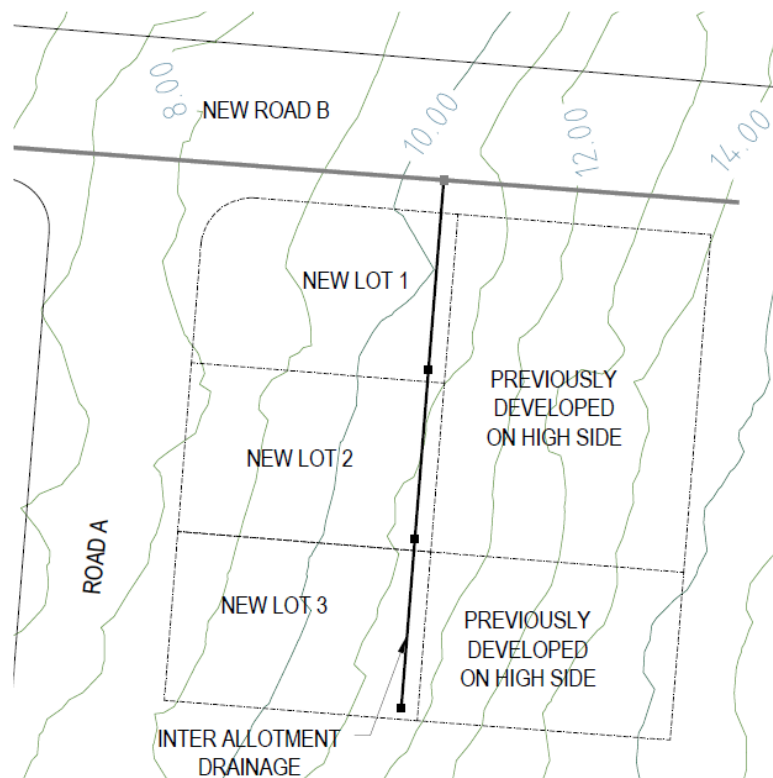 8.00
NEW ROAD B
10.00
12.00
14.00
NEW LOT 1
PREVIOUSLY
DEVELOPED
ON HIGH SIDE
NEW LOT 2
ROAD A
NEW LOT 3
PREVIOUSLY
DEVELOPED
ON HIGH SIDE
INTER ALLOTMENT
DRAINAGE